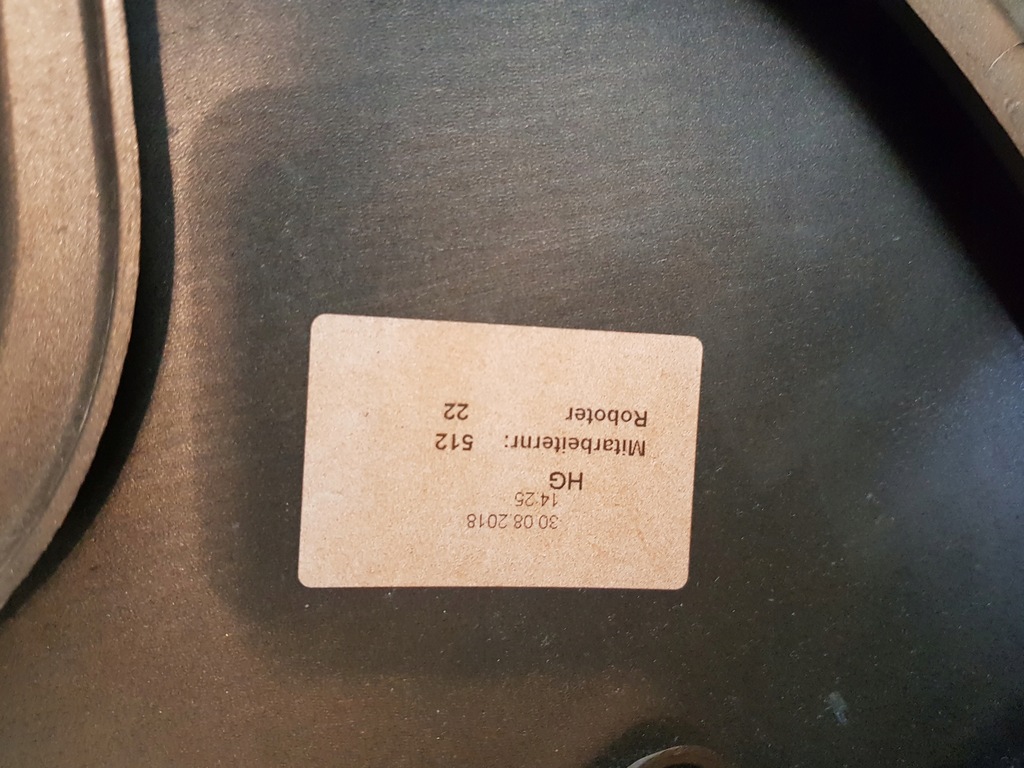 30.08.2018
14:25
HG
Mitarbeiternr: 512
Roboter 22